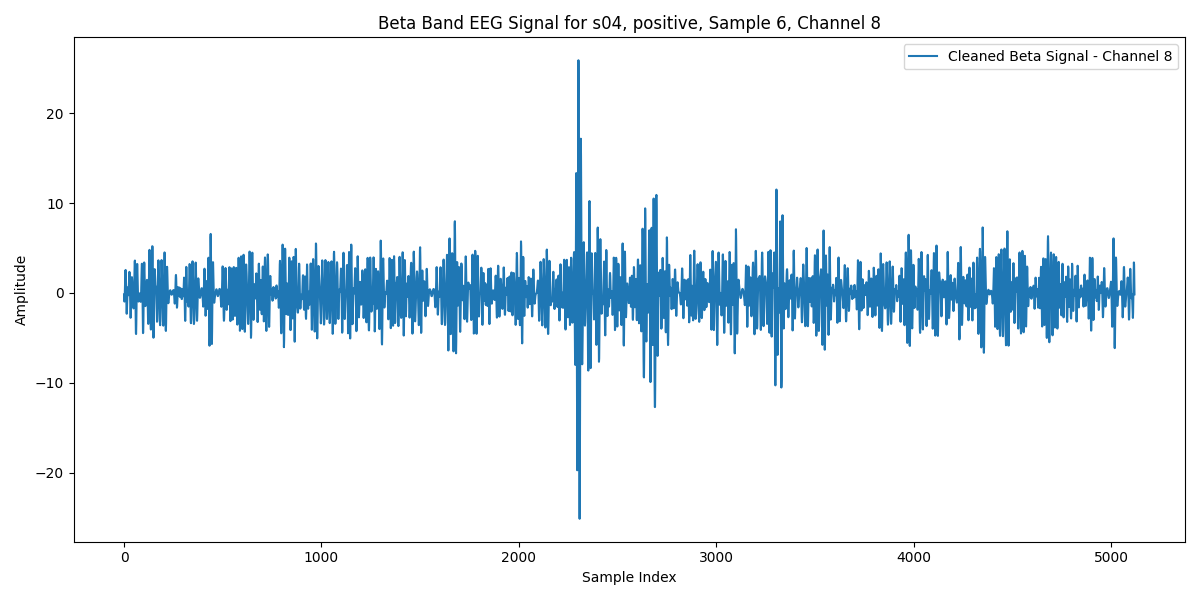 Beta Band EEG Signal for s04, positive, Sample 6, Channel 8
Cleaned Beta Signal - Channel 8
Amplitude
20
10
0
−10
−20
0 1000 2000 3000 4000 5000
Sample Index